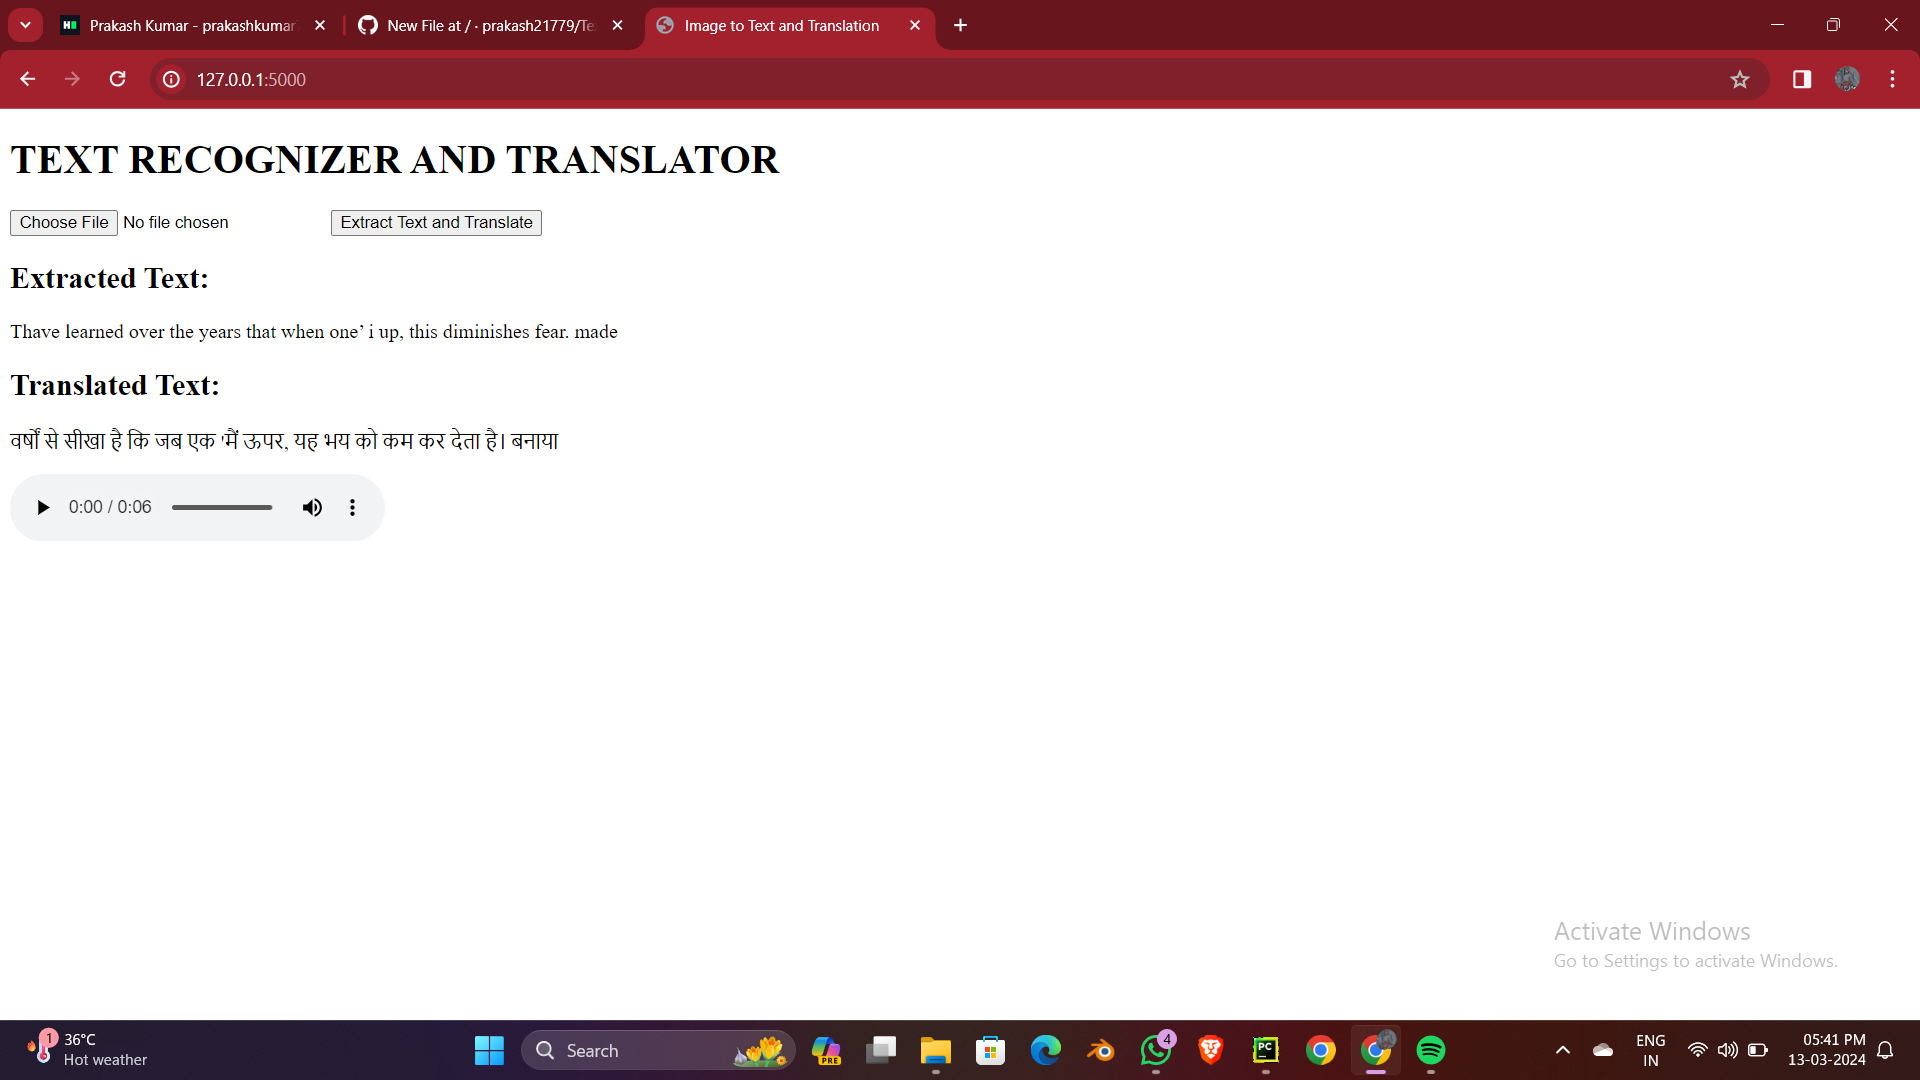 Prakash Kumar - prakashkumar
New File at / · prakash21779/Te
Image to Text and Translation
127.0.0.1:5000
TEXT RECOGNIZER AND TRANSLATOR
Choose File No file chosen Extract Text and Translate
Extracted Text:
Thave learned over the years that when one’ i up, this diminishes fear. made
Translated Text:
वर्षों से सीखा है कि जब एक 'मैं ऊपर, यह भय को कम कर देता है। बनाया
0:00 / 0:06
Activate Windows
Go to Settings to activate Windows.
1
36°C
Hot weather
Search
PRE
4
PC
ENG
IN
05:41 PM
13-03-2024